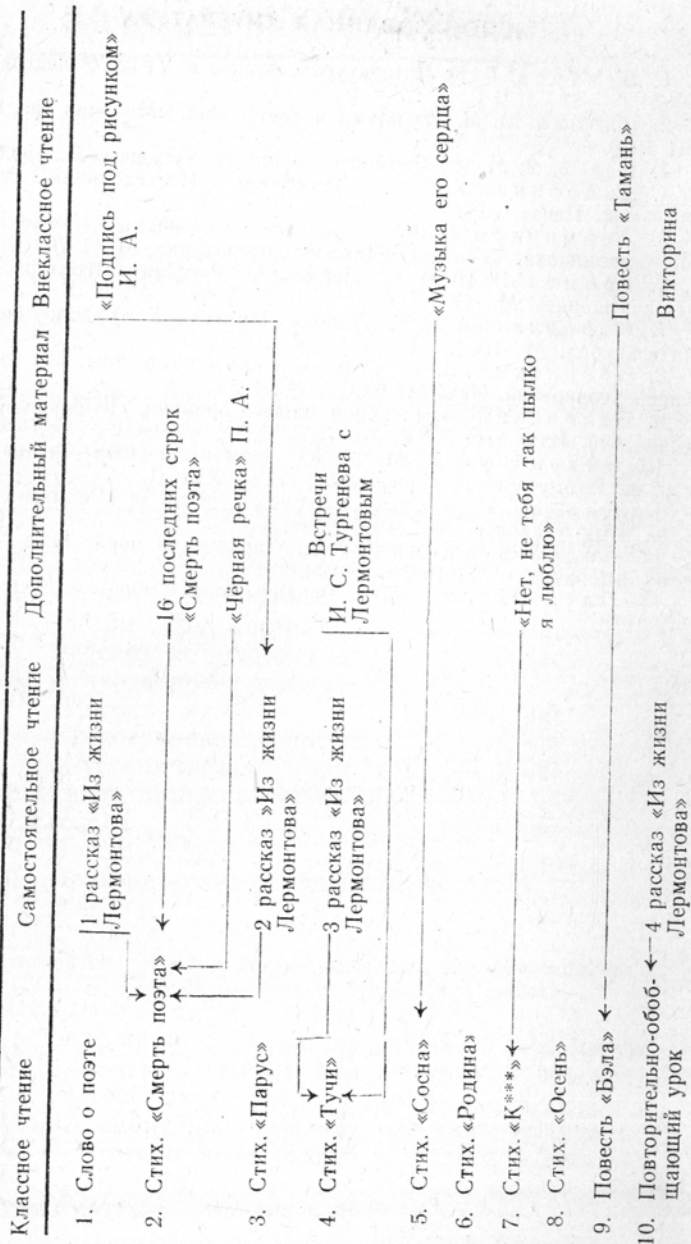 Классное чтение Самостоятельное чтение Дополнительный материал Внеклассное чтение
1. Слово о поэте
1 рассказ «Из жизни
Лермонтова»
«Подпись под рисунком»
И. А.
2. Стих. «Смерть поэта»
16 последних строк
«Смерть поэта»
«Чёрная речка» П. А.
3. Стих. «Парус»
2 рассказ »Из жизни
Лермонтова»
4. Стих. «Тучи»
3 рассказ «Из жизни
Лермонтова»
Встречи
И. С. Тургенева с
Лермонтовым
5. Стих. «Сосна»
«Музыка его сердца»
6. Стих. «Родина»
7. Стих. «К***»
«Нет, не тебя так пылко
я люблю»
8. Стих. «Осень»
9. Повесть «Бэла»
Повесть «Тамань»
10. Повторительно-обоб-
щающий урок
4 рассказ «Из жизни
Лермонтова»
Викторина